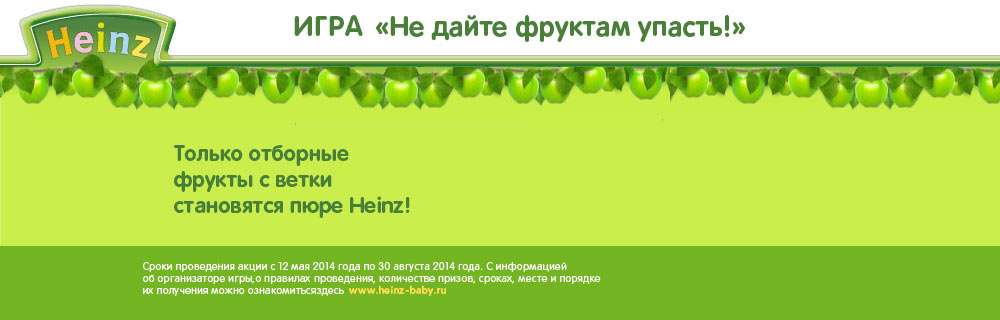 ИГРА «Не дайте фруктам упасть!»
Heinz
Только отборные
фрукты с ветки
становятся пюре Heinz!
Сроки проведения акции с 12 мая 2014 года по 30 августа 2014 года. С информацией
об организаторе игры,о правилах проведения, количестве призов, сроках, месте и порядке
их получения можно ознакомитьсяздесь www.heinz-baby.ru